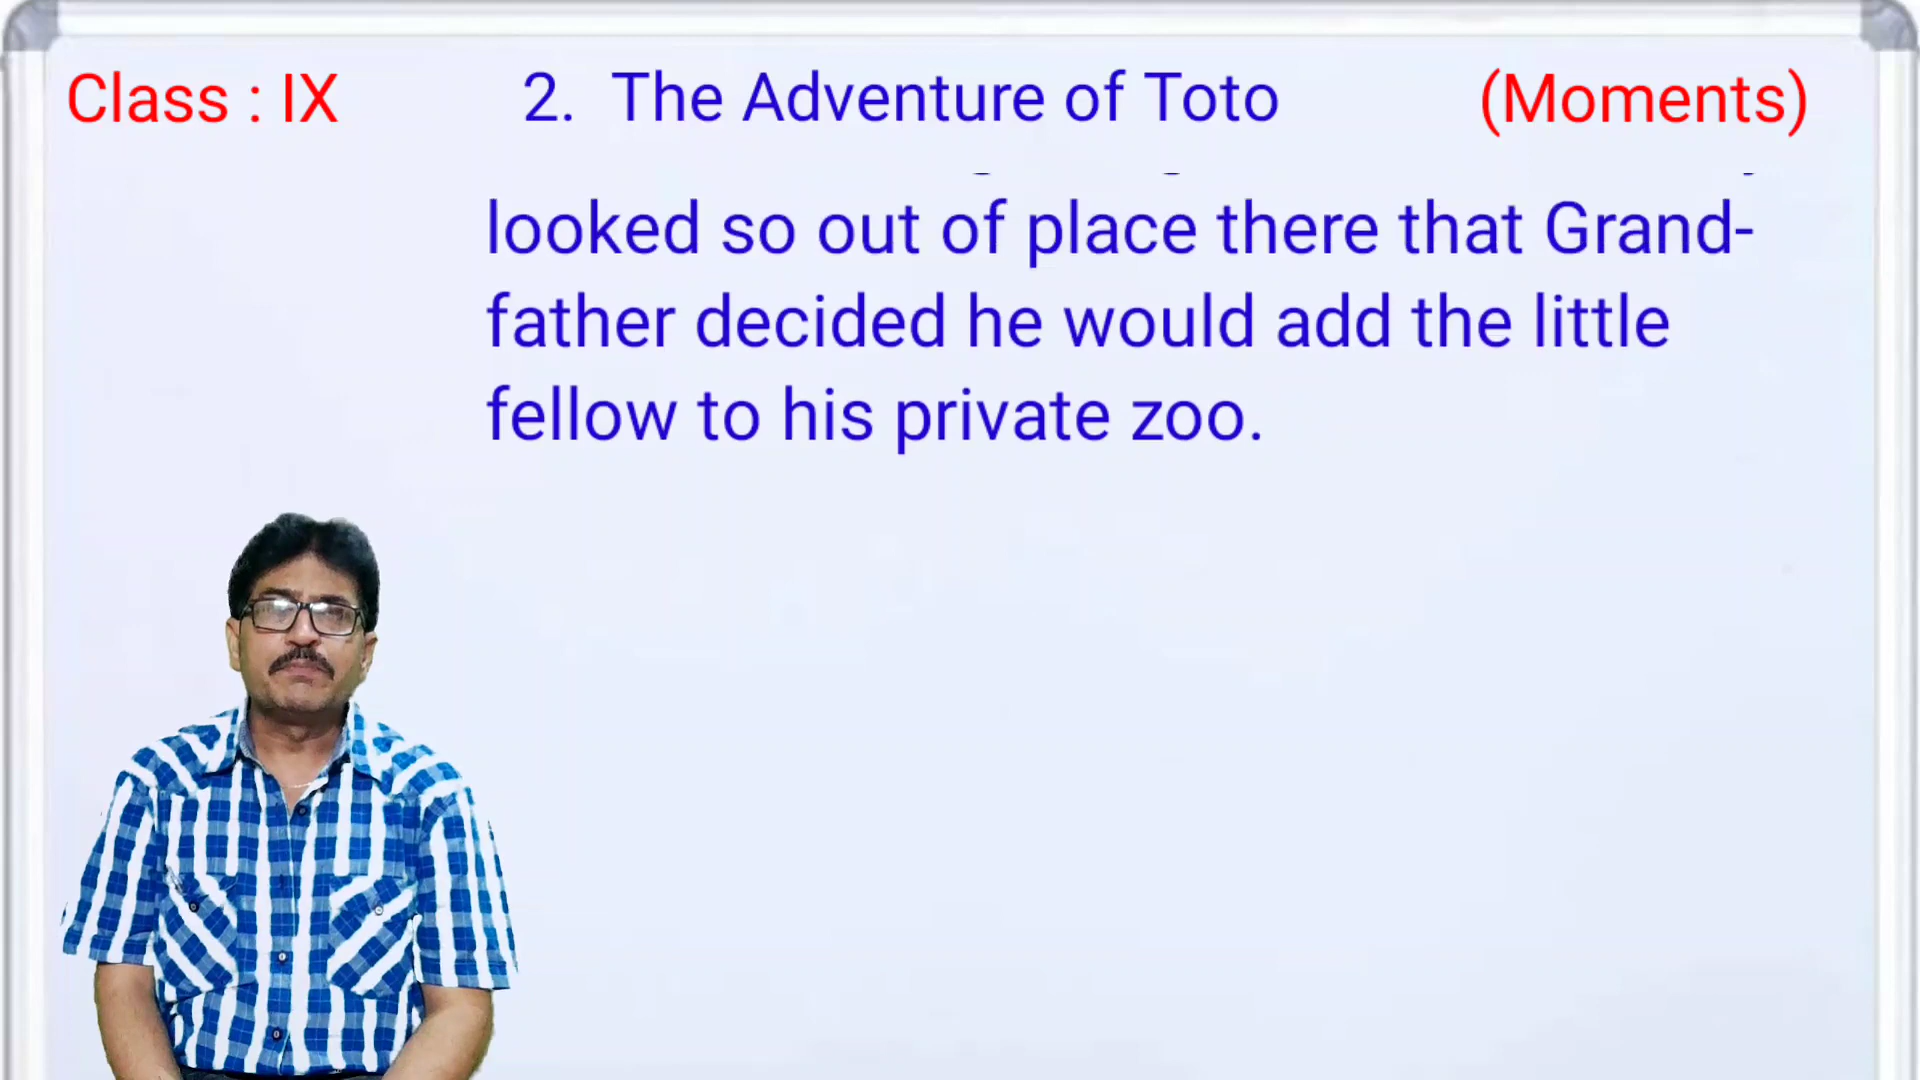 Class : IX 2. The Adventure of Toto (Moments)
looked so out of place there that Grand-
father decided he would add the little
fellow to his private zoo.